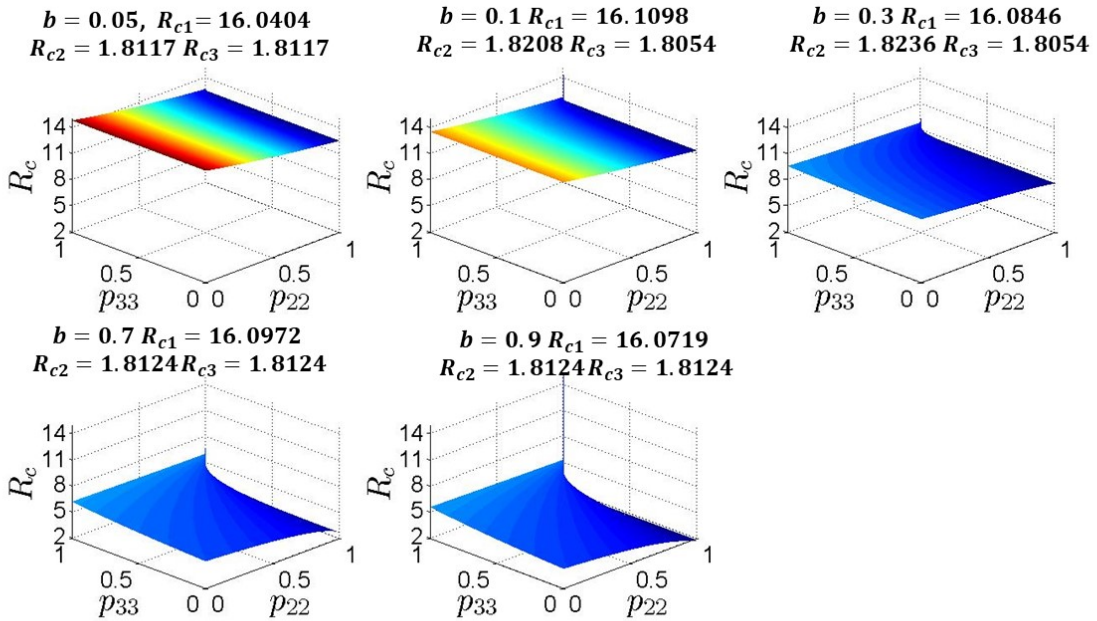 b = 0.05, R_c1 = 16.0404
R_c2 = 1.8117 R_c3 = 1.8117
R_c
14
11
8
5
2
1
0.5
0 0
0.5
1
p_33
p_22
b = 0.1 R_c1 = 16.1098
R_c2 = 1.8208 R_c3 = 1.8054
R_c
14
11
8
5
2
1
0.5
0 0
0.5
1
p_33
p_22
b = 0.3 R_c1 = 16.0846
R_c2 = 1.8236 R_c3 = 1.8054
R_c
14
11
8
5
2
1
0.5
0 0
0.5
1
p_33
p_22
b = 0.7 R_c1 = 16.0972
R_c2 = 1.8124 R_c3 = 1.8124
R_c
14
11
8
5
2
1
0.5
0 0
0.5
1
p_33
p_22
b = 0.9 R_c1 = 16.0719
R_c2 = 1.8124 R_c3 = 1.8124
R_c
14
11
8
5
2
1
0.5
0 0
0.5
1
p_33
p_22